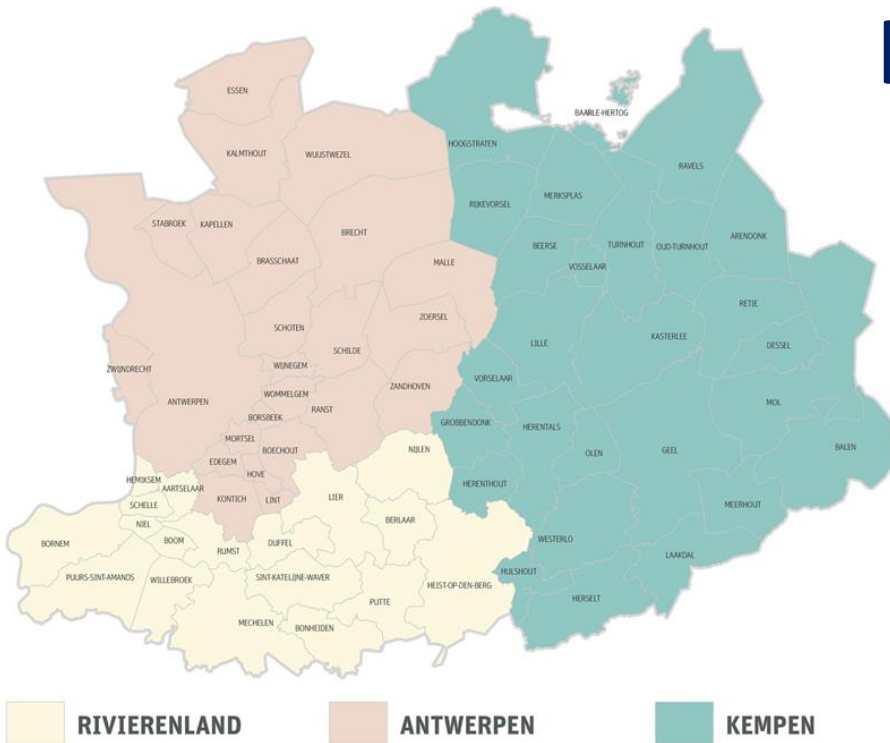 ESSEN
KALMTHOUT
WUUSTWEZEL
BAARLE-HERTOG
HOOGSTRATEN
RAVELS
RIJKEVORSEL
MERKSPLAS
STABROEK
KAPELLEN
BRECHT
ARENDONK
BEERSE
TURNHOUT
OUD-TURNHOUT
BRASSCHAAT
MALLE
VOSSELAAR
RETIE
SCHOTEN
ZOERSEL
KASTERLEE
SCHILDE
LILLE
DESSEL
ZWIJNDRECHT
WIJNEGEM
VORSELAAR
ZANDHOVEN
WOMMELGEM
ANTWERPEN
MOL
BORSBEEK
RANST
GROBBENDONK
HERENTALS
MORTSEL
BOECHOUT
NIJLEN
OLEN
GEEL
BALEN
EDEGEM
HOVE
HEMIKSEM
AARTSELAAR
HERENTHOUT
KONTICH
LINT
LIER
SCHELLE
MEERHOUT
NIEL
BERLAAR
BOOM
WESTERLO
BORNEM
RUMST
DUFFEL
LAAKDAL
HULSHOUT
PUURS-SINT-AMANDS
WILLEBROEK
SINT-KATELIJNE-WAVER
HEIST-OP-DEN-BERG
HERSELT
PUTTE
MECHELEN
BONHEIDEN
RIVIERENLAND
ANTWERPEN
KEMPEN